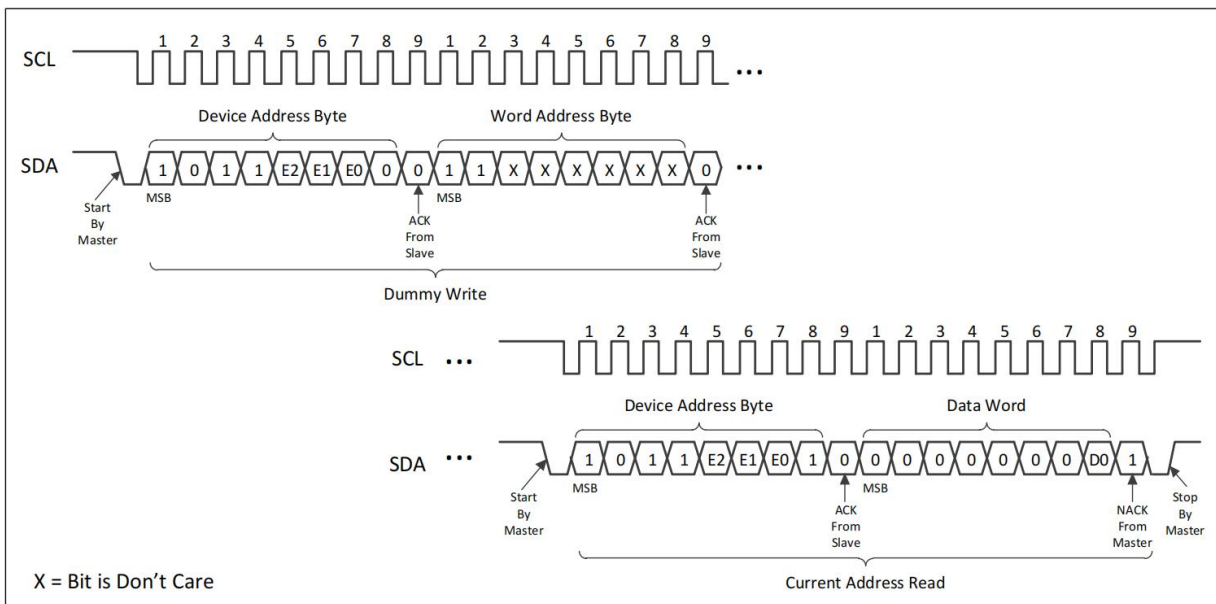 1 2 3 4 5 6 7 8 9 1 2 3 4 5 6 7 8 9
SCL ...
Device Address Byte Word Address Byte
SDA 1 0 1 1 E2 E1 E0 0 0 1 1 X X X X X X 0 ...
MSB MSB
Start
By
Master
ACK
From
Slave
ACK
From
Slave
Dummy Write
1 2 3 4 5 6 7 8 9 1 2 3 4 5 6 7 8 9
SCL ...
Device Address Byte Data Word
SDA ... 1 0 1 1 E2 E1 E0 1 0 0 0 0 0 0 0 0 D0 1
MSB MSB
Start
By
Master
ACK
From
Slave
NACK
From
Master
Stop
By
Master
Current Address Read
X = Bit is Don't Care